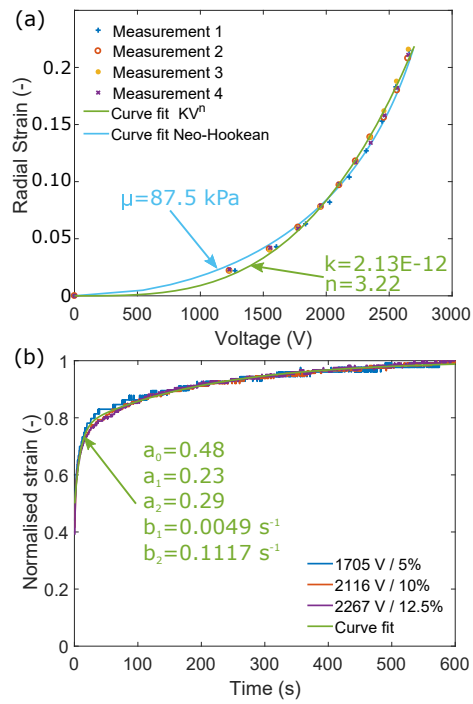 (a)
Measurement 1
Measurement 2
Measurement 3
Measurement 4
Curve fit KVⁿ
Curve fit Neo-Hookean
μ=87.5 kPa
k=2.13E-12
n=3.22
Radial Strain (-)
0.20
0.15
0.10
0.05
0
0 500 1000 1500 2000 2500 3000
Voltage (V)
(b)
Normalised strain (-)
1
0.8
0.6
0.4
0.2
0
a₀=0.48
a₁=0.23
a₂=0.29
b₁=0.0049 s⁻¹
b₂=0.1117 s⁻¹
1705 V / 5%
2116 V / 10%
2267 V / 12.5%
Curve fit
0 100 200 300 400 500 600
Time (s)